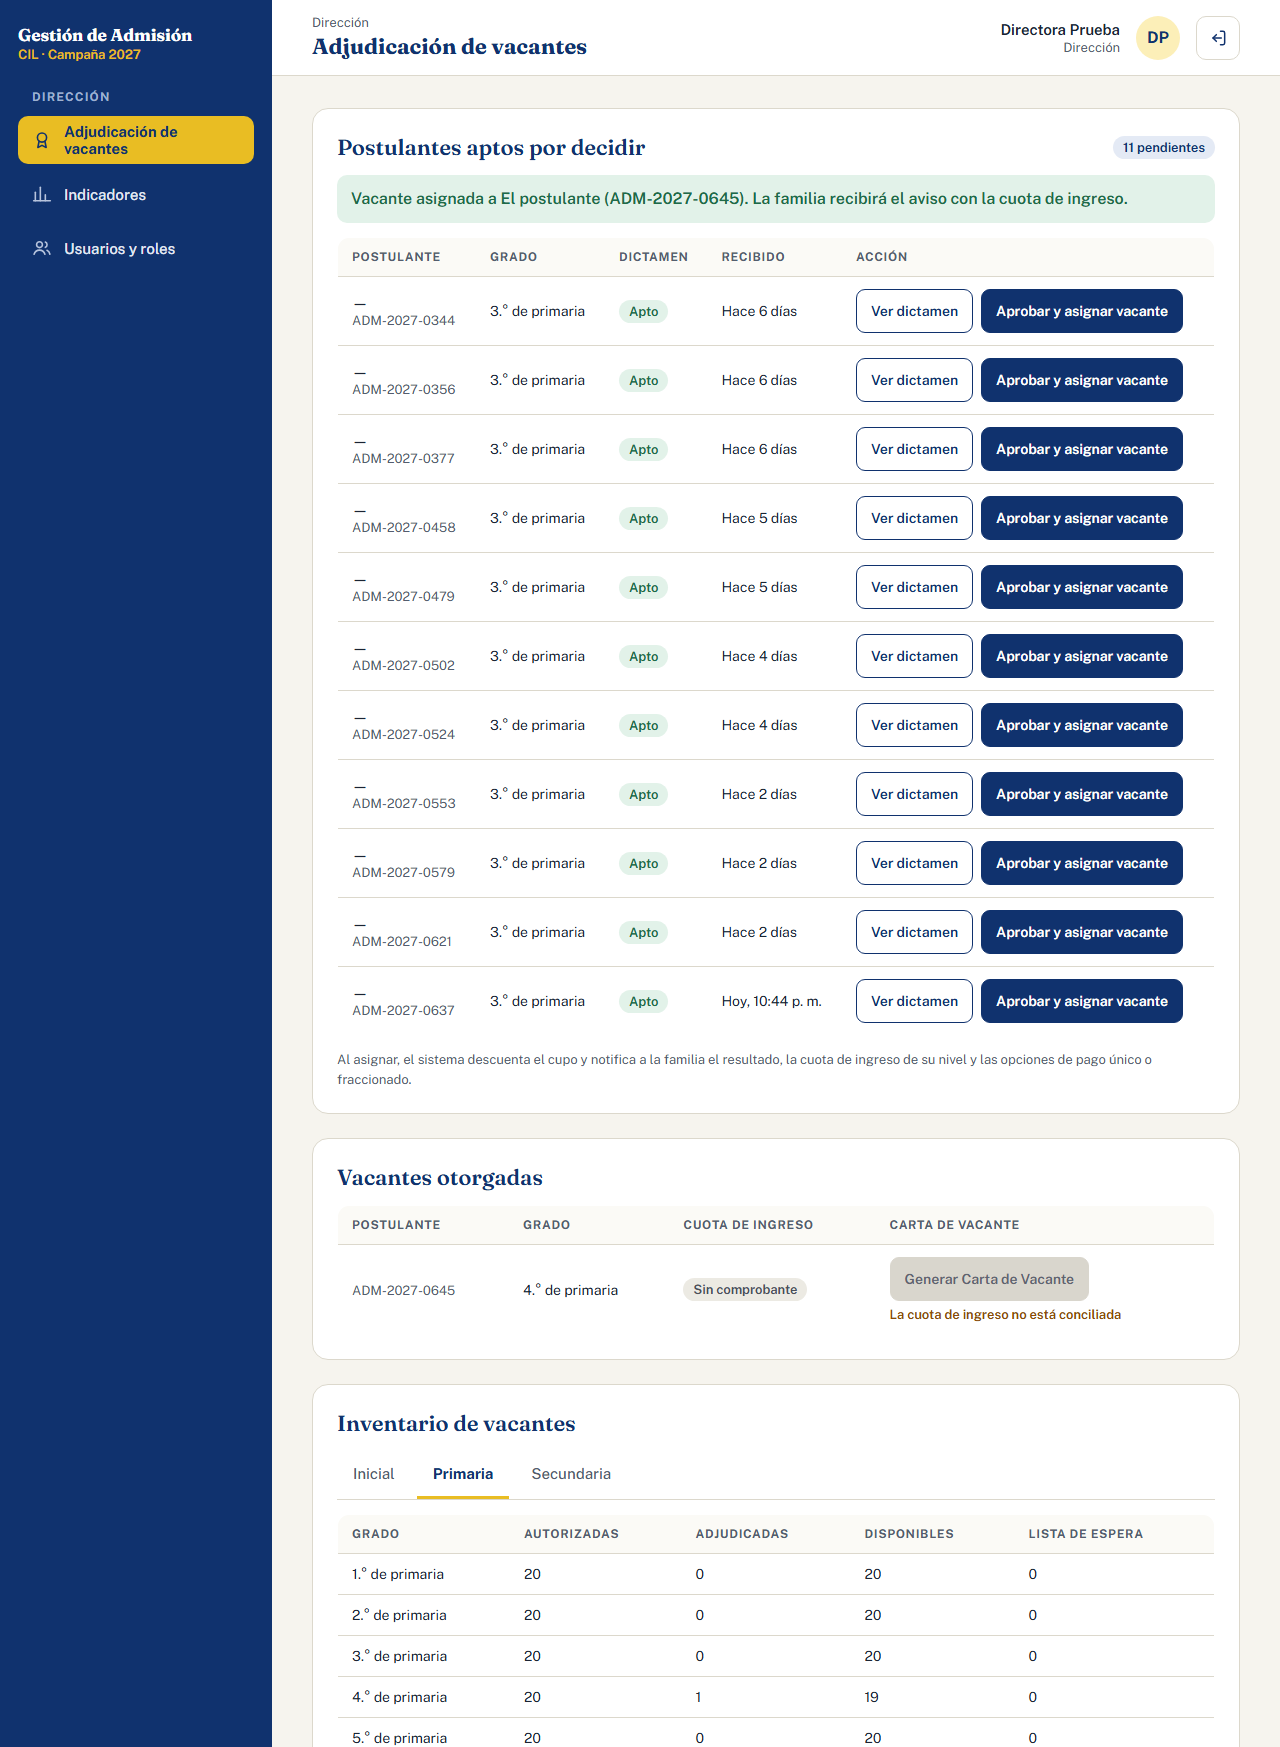 Gestión de Admisión
CIL · Campaña 2027
DIRECCIÓN
Adjudicación de
vacantes
Indicadores
Usuarios y roles
Dirección
Adjudicación de vacantes
Directora Prueba
Dirección
DP
Postulantes aptos por decidir
11 pendientes
Vacante asignada a El postulante (ADM-2027-0645). La familia recibirá el aviso con la cuota de ingreso.
POSTULANTE GRADO DICTAMEN RECIBIDO ACCIÓN
—
ADM-2027-0344 3.° de primaria Apto Hace 6 días Ver dictamen Aprobar y asignar vacante
—
ADM-2027-0356 3.° de primaria Apto Hace 6 días Ver dictamen Aprobar y asignar vacante
—
ADM-2027-0377 3.° de primaria Apto Hace 6 días Ver dictamen Aprobar y asignar vacante
—
ADM-2027-0458 3.° de primaria Apto Hace 5 días Ver dictamen Aprobar y asignar vacante
—
ADM-2027-0479 3.° de primaria Apto Hace 5 días Ver dictamen Aprobar y asignar vacante
—
ADM-2027-0502 3.° de primaria Apto Hace 4 días Ver dictamen Aprobar y asignar vacante
—
ADM-2027-0524 3.° de primaria Apto Hace 4 días Ver dictamen Aprobar y asignar vacante
—
ADM-2027-0553 3.° de primaria Apto Hace 2 días Ver dictamen Aprobar y asignar vacante
—
ADM-2027-0579 3.° de primaria Apto Hace 2 días Ver dictamen Aprobar y asignar vacante
—
ADM-2027-0621 3.° de primaria Apto Hace 2 días Ver dictamen Aprobar y asignar vacante
—
ADM-2027-0637 3.° de primaria Apto Hoy, 10:44 p. m. Ver dictamen Aprobar y asignar vacante
Al asignar, el sistema descuenta el cupo y notifica a la familia el resultado, la cuota de ingreso de su nivel y las opciones de pago único o
fraccionado.
Vacantes otorgadas
POSTULANTE GRADO CUOTA DE INGRESO CARTA DE VACANTE
ADM-2027-0645 4.° de primaria Sin comprobante Generar Carta de Vacante
La cuota de ingreso no está conciliada
Inventario de vacantes
Inicial Primaria Secundaria
GRADO AUTORIZADAS ADJUDICADAS DISPONIBLES LISTA DE ESPERA
1.° de primaria 20 0 20 0
2.° de primaria 20 0 20 0
3.° de primaria 20 0 20 0
4.° de primaria 20 1 19 0
5.° de primaria 20 0 20 0